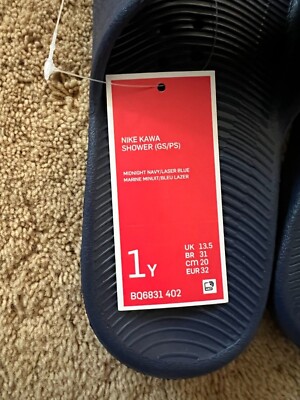 NIKE KAWA
SHOWER (GS/PS)
MIDNIGHT NAVY/LASER BLUE
MARINE MINUIT/BLEU LAZER
1Y
UK 13.5
BR 31
CM 20
EUR 32
BQ6831 402